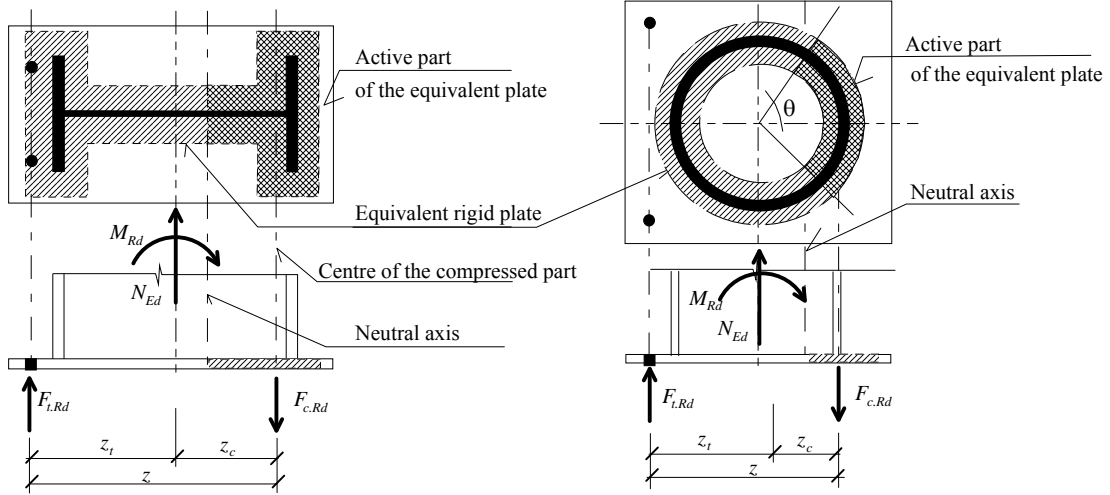 Active part
of the equivalent plate
Equivalent rigid plate
M_Rd
N_Ed
Centre of the compressed part
Neutral axis
F_t.Rd
F_c.Rd
z_t
z_c
z
θ
Active part
of the equivalent plate
Neutral axis
M_Rd
N_Ed
F_t.Rd
F_c.Rd
z_t
z_c
z